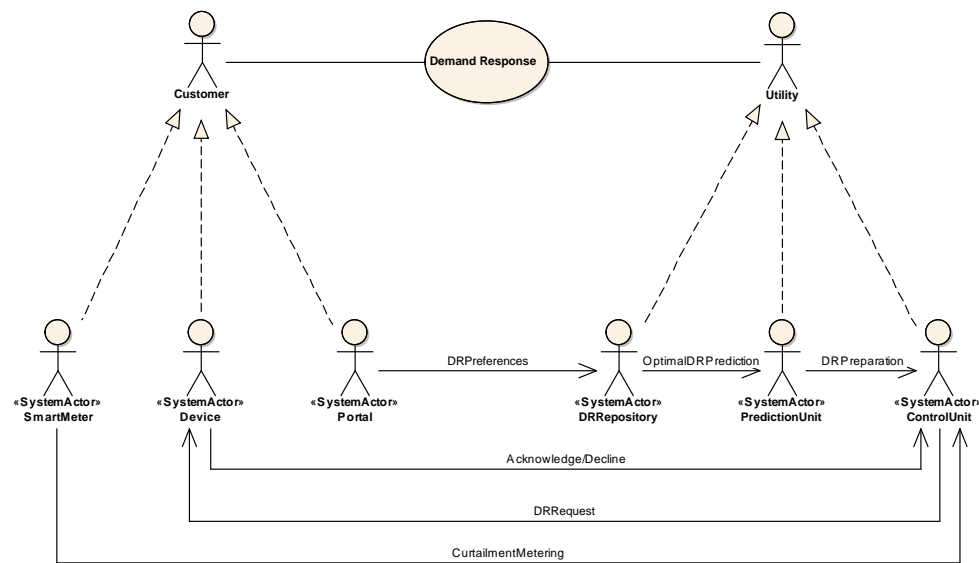 Demand Response
Customer
Utility
DRPreferences
OptimalDRPrediction
DRPreparation
«SystemActor»
SmartMeter
«SystemActor»
Device
«SystemActor»
Portal
«SystemActor»
DRRepository
«SystemActor»
PredictionUnit
«SystemActor»
ControlUnit
Acknowledge/Decline
DRRequest
CurtailmentMetering